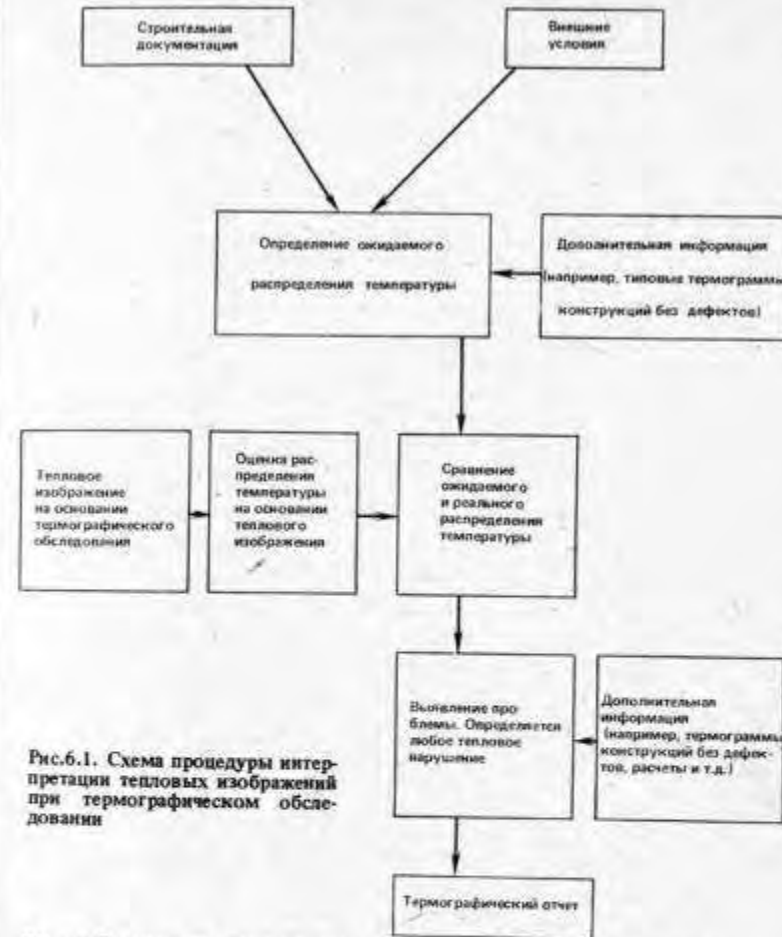 Строительная
документация
Внешние
условия
Определение ожидаемого
распределения температуры
Дополнительная информация
(например, типовые термограммы
конструкций без дефектов)
Тепловое
изображение
на основании
термографического
обследования
Оценка рас-
пределения
температуры
на основании
теплового
изображения
Сравнение
ожидаемого
и реального
распределения
температуры
Выявление про-
блемы. Определяется
любое тепловое
нарушение
Дополнительная
информация
(например, термограммы
конструкций без дефек-
тов, расчеты и т.д.)
Рис.6.1. Схема процедуры интер-
претации тепловых изображений
при термографическом обсле-
довании
Термографический отчет